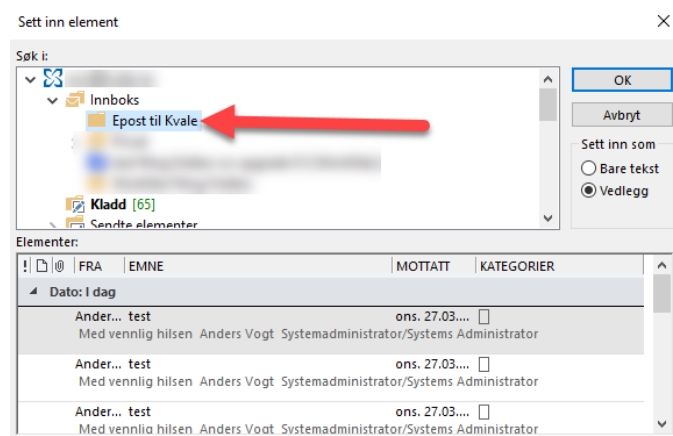 Sett inn element
Søk i:
Innboks
Epost til Kvale
Kladd [65]
Sendte elementer
OK
Avbryt
Sett inn som
Bare tekst
Vedlegg
Elementer:
! FRA EMNE MOTTATT KATEGORIER
Dato: I dag
Ander... test ons. 27.03....
Med vennlig hilsen Anders Vogt Systemadministrator/Systems Administrator
Ander... test ons. 27.03....
Med vennlig hilsen Anders Vogt Systemadministrator/Systems Administrator
Ander... test ons. 27.03....
Med vennlig hilsen Anders Vogt Systemadministrator/Systems Administrator